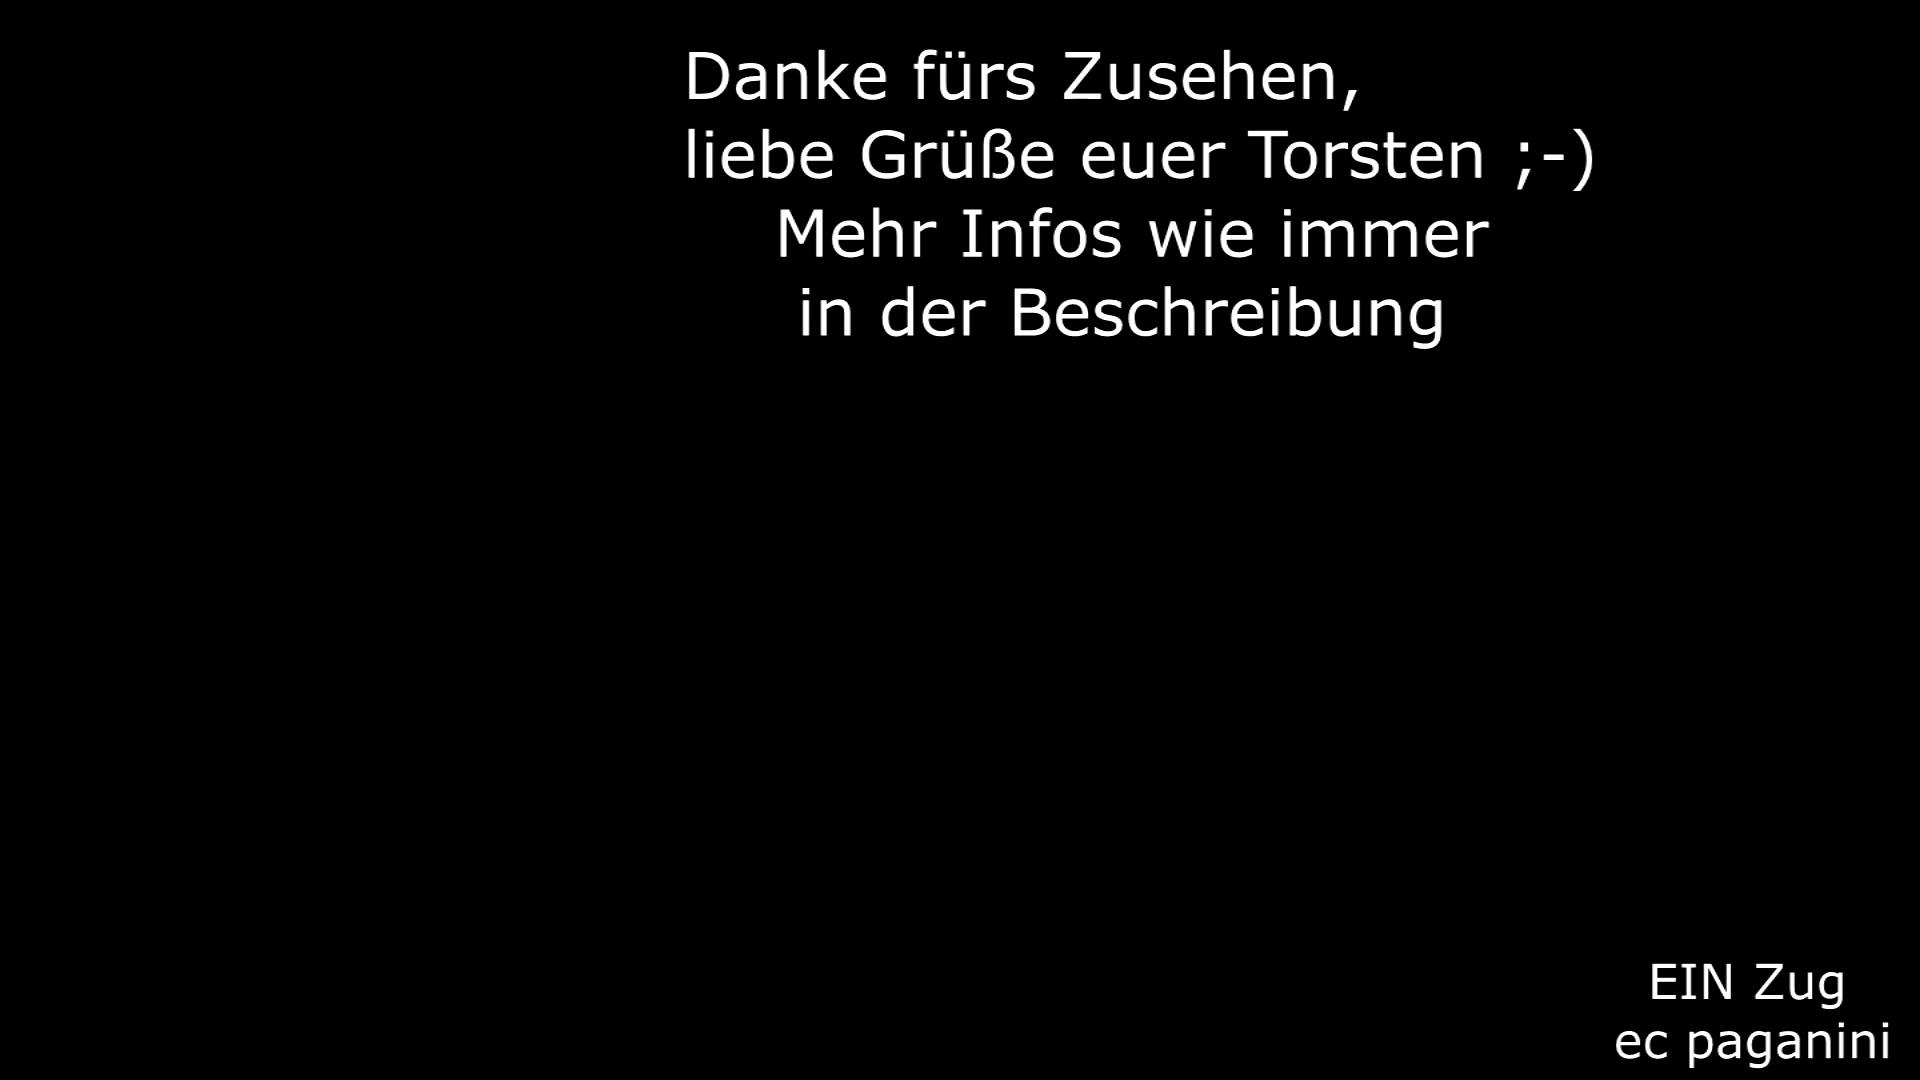 Danke fürs Zusehen,
liebe Grüße euer Torsten ;-)
Mehr Infos wie immer
in der Beschreibung
EIN Zug
ec paganini